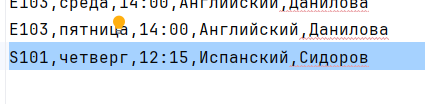 E103,среда,14:00,Английский,Данилова
E103,пятница,14:00,Английский,Данилова
S101,четверг,12:15,Испанский,Сидоров